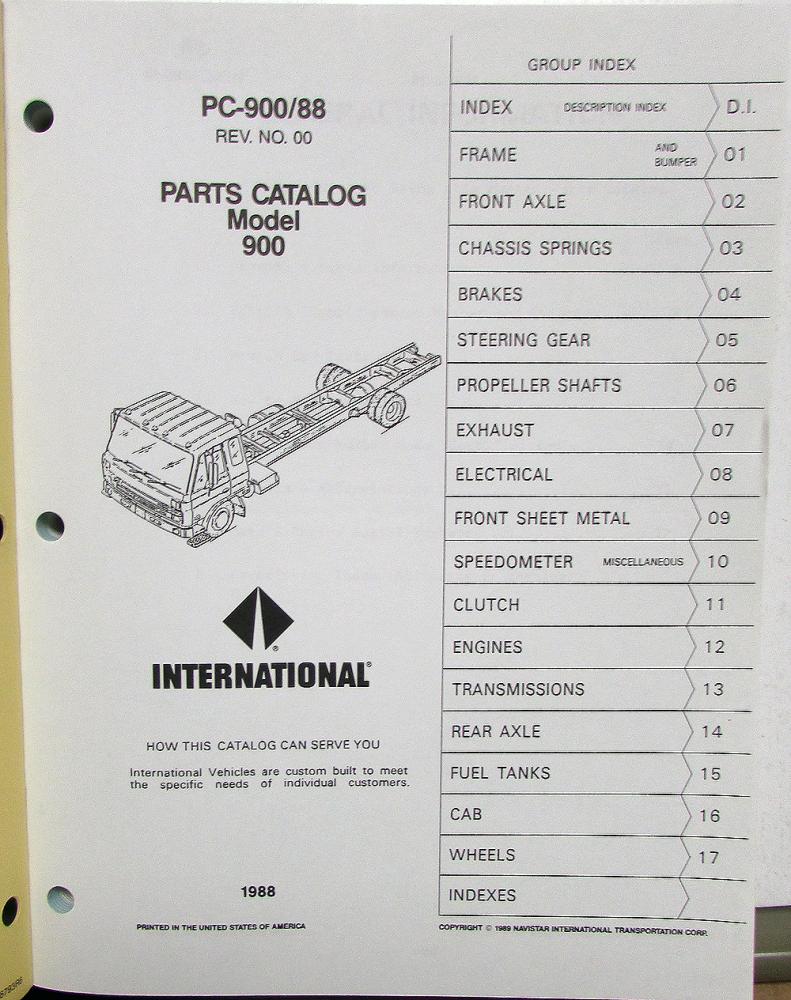 PC-900/88
REV. NO. 00
PARTS CATALOG
Model
900
INTERNATIONAL®
HOW THIS CATALOG CAN SERVE YOU
International Vehicles are custom built to meet
the specific needs of individual customers.
1988
PRINTED IN THE UNITED STATES OF AMERICA
GROUP INDEX
INDEX DESCRIPTION INDEX D.I.
FRAME AND BUMPER 01
FRONT AXLE 02
CHASSIS SPRINGS 03
BRAKES 04
STEERING GEAR 05
PROPELLER SHAFTS 06
EXHAUST 07
ELECTRICAL 08
FRONT SHEET METAL 09
SPEEDOMETER MISCELLANEOUS 10
CLUTCH 11
ENGINES 12
TRANSMISSIONS 13
REAR AXLE 14
FUEL TANKS 15
CAB 16
WHEELS 17
INDEXES
COPYRIGHT © 1989 NAVISTAR INTERNATIONAL TRANSPORTATION CORP.